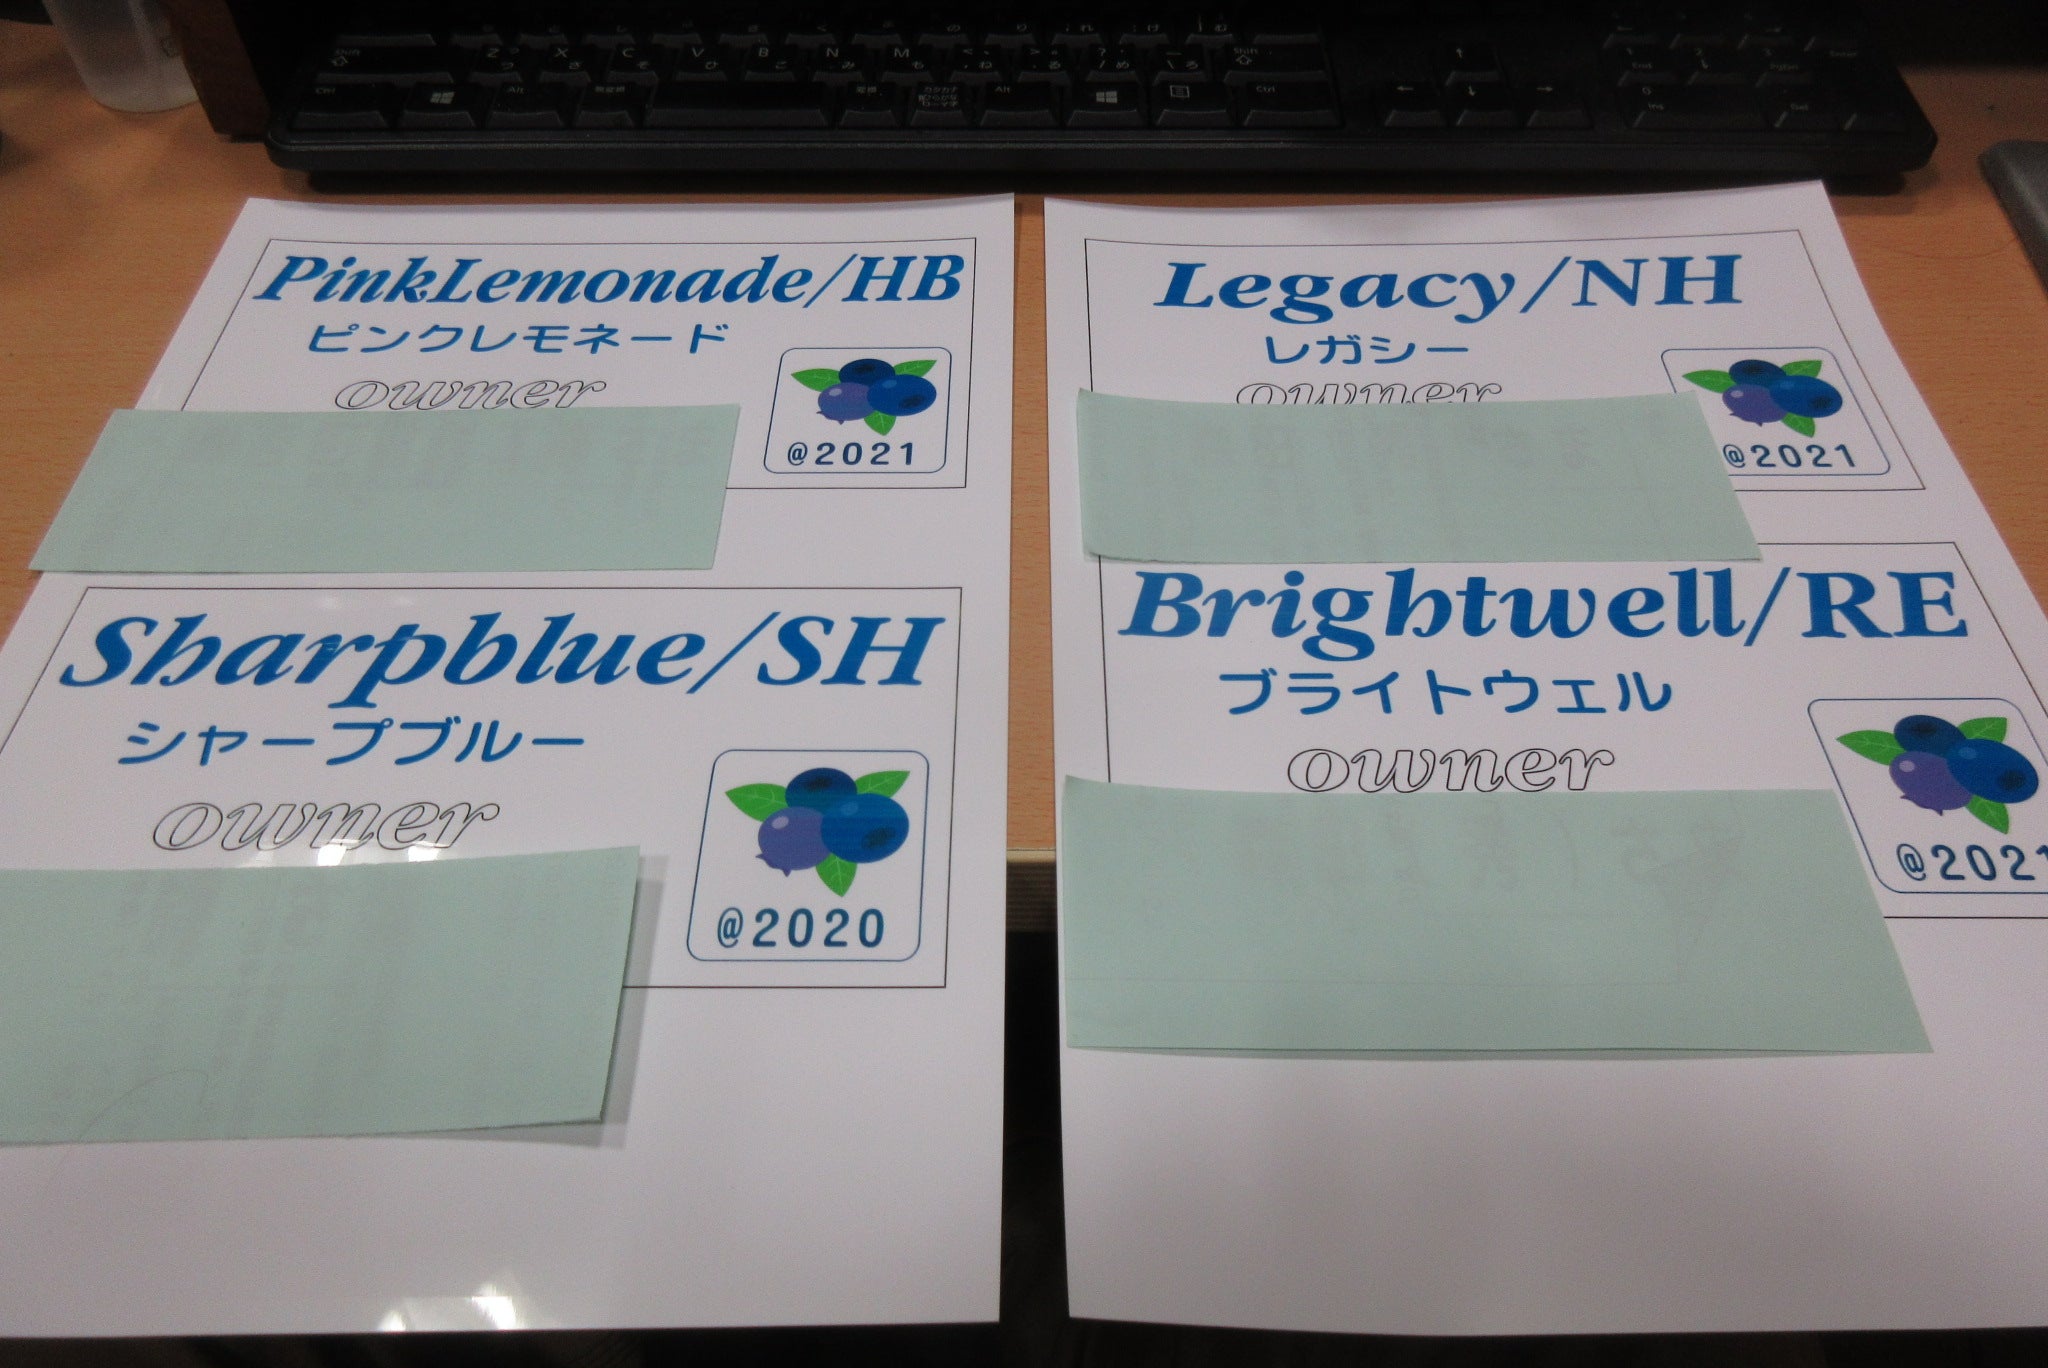 PinkLemonade/HB
ピンクレモネード
owner
@2021
Sharpblue/SH
シャープブルー
owner
@2020
Legacy/NH
レガシー
owner
@2021
Brightwell/RE
ブライトウェル
owner
@2021